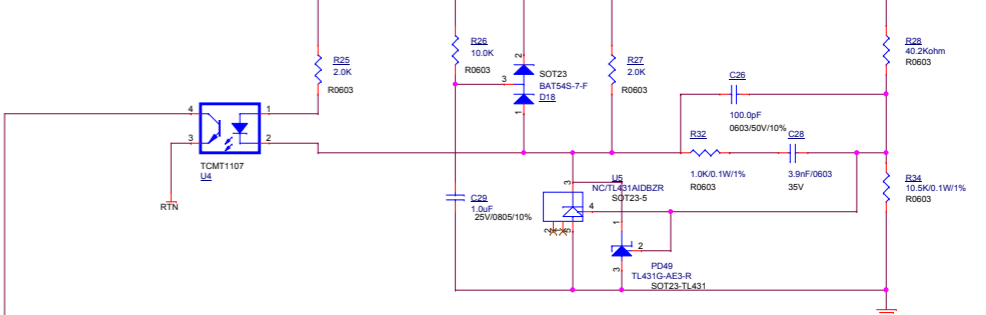 R26
10.0K
R0603
R28
40.2Kohm
R0603
R25
2.0K
R0603
2
SOT23
BAT54S-7-F
D18
3
1
R27
2.0K
R0603
C26
100.0pF
0603/50V/10%
4
1
3
2
TCMT1107
U4
RTN
R32
1.0K/0.1W/1%
R0603
C28
3.9nF/0603
35V
C29
1.0uF
25V/0805/10%
3
U5
NC/TL431AIDBZR
SOT23-5
4
2
1
5
R34
10.5K/0.1W/1%
R0603
1
2
3
PD49
TL431G-AE3-R
SOT23-TL431